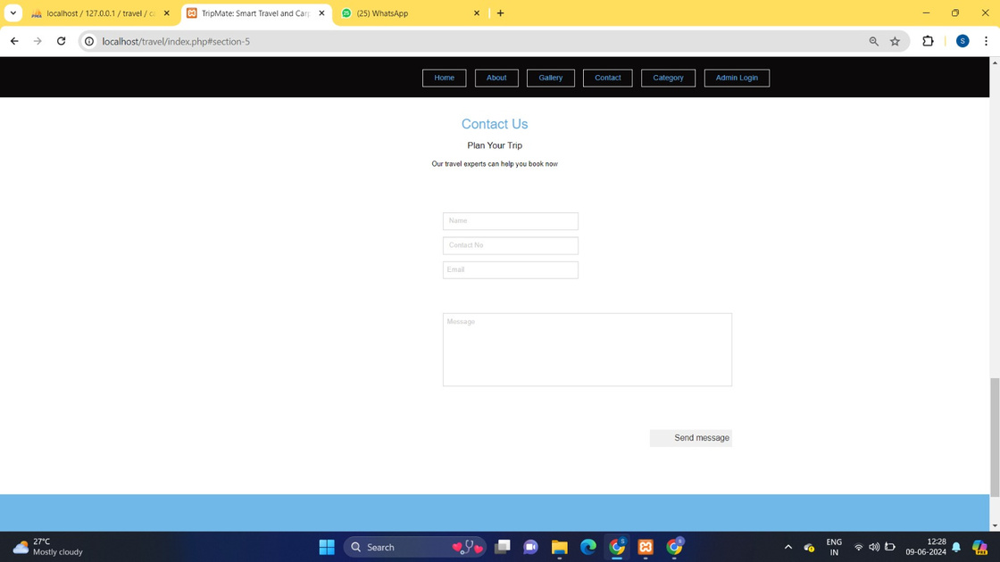 localhost / 127.0.0.1 / travel / ca
TripMate: Smart Travel and Carp
(25) WhatsApp
localhost/travel/index.php#section-5
S
Home
About
Gallery
Contact
Category
Admin Login
Contact Us
Plan Your Trip
Our travel experts can help you book now
Name
Contact No
Email
Message
Send message
27°C
Mostly cloudy
Search
ENG
IN
12:28
09-06-2024